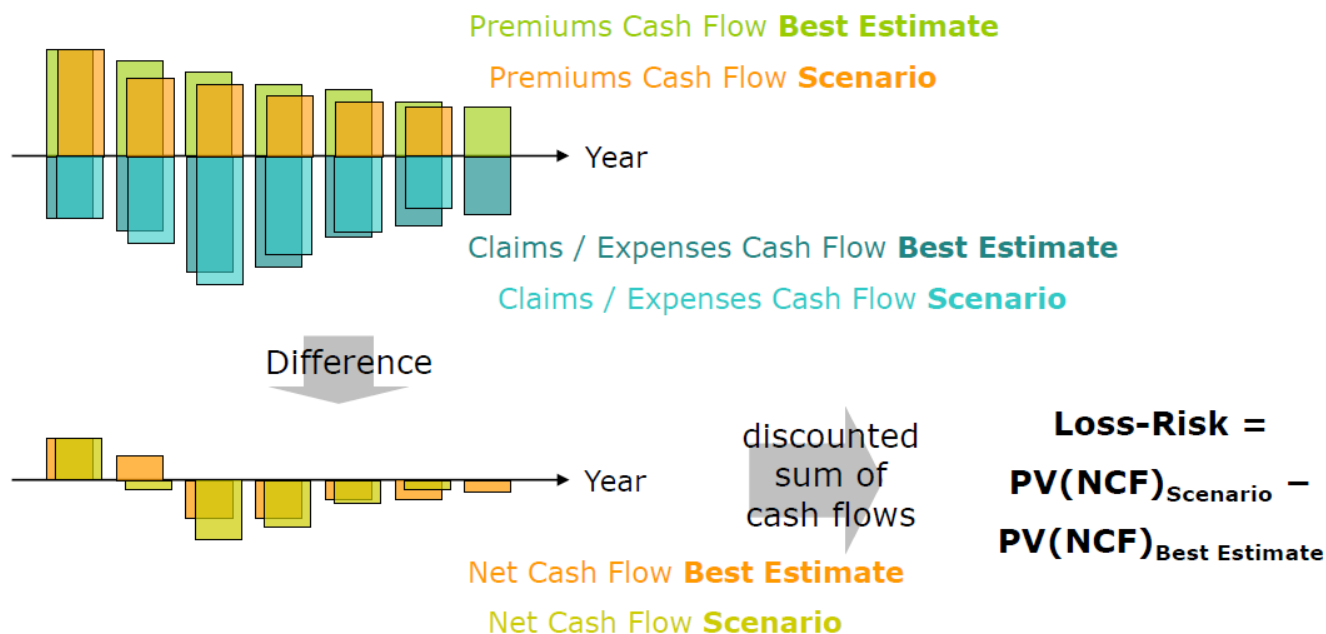 Premiums Cash Flow Best Estimate
Premiums Cash Flow Scenario
Year
Claims / Expenses Cash Flow Best Estimate
Claims / Expenses Cash Flow Scenario
Difference
Year
discounted
sum of
cash flows
Loss-Risk =
PV(NCF)Scenario –
PV(NCF)Best Estimate
Net Cash Flow Best Estimate
Net Cash Flow Scenario